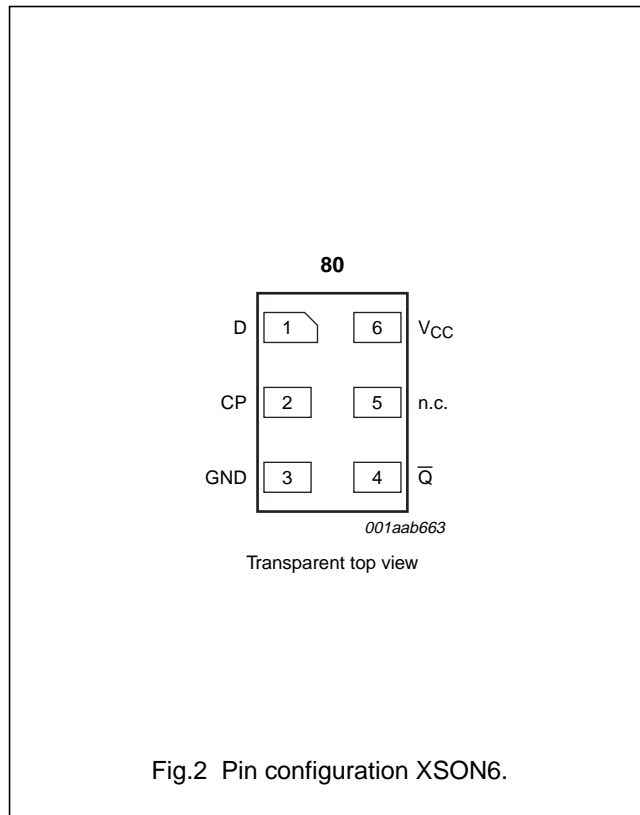 80
D 1 6 VCC
CP 2 5 n.c.
GND 3 4 Q̅
001aab663
Transparent top view
Fig.2 Pin configuration XSON6.